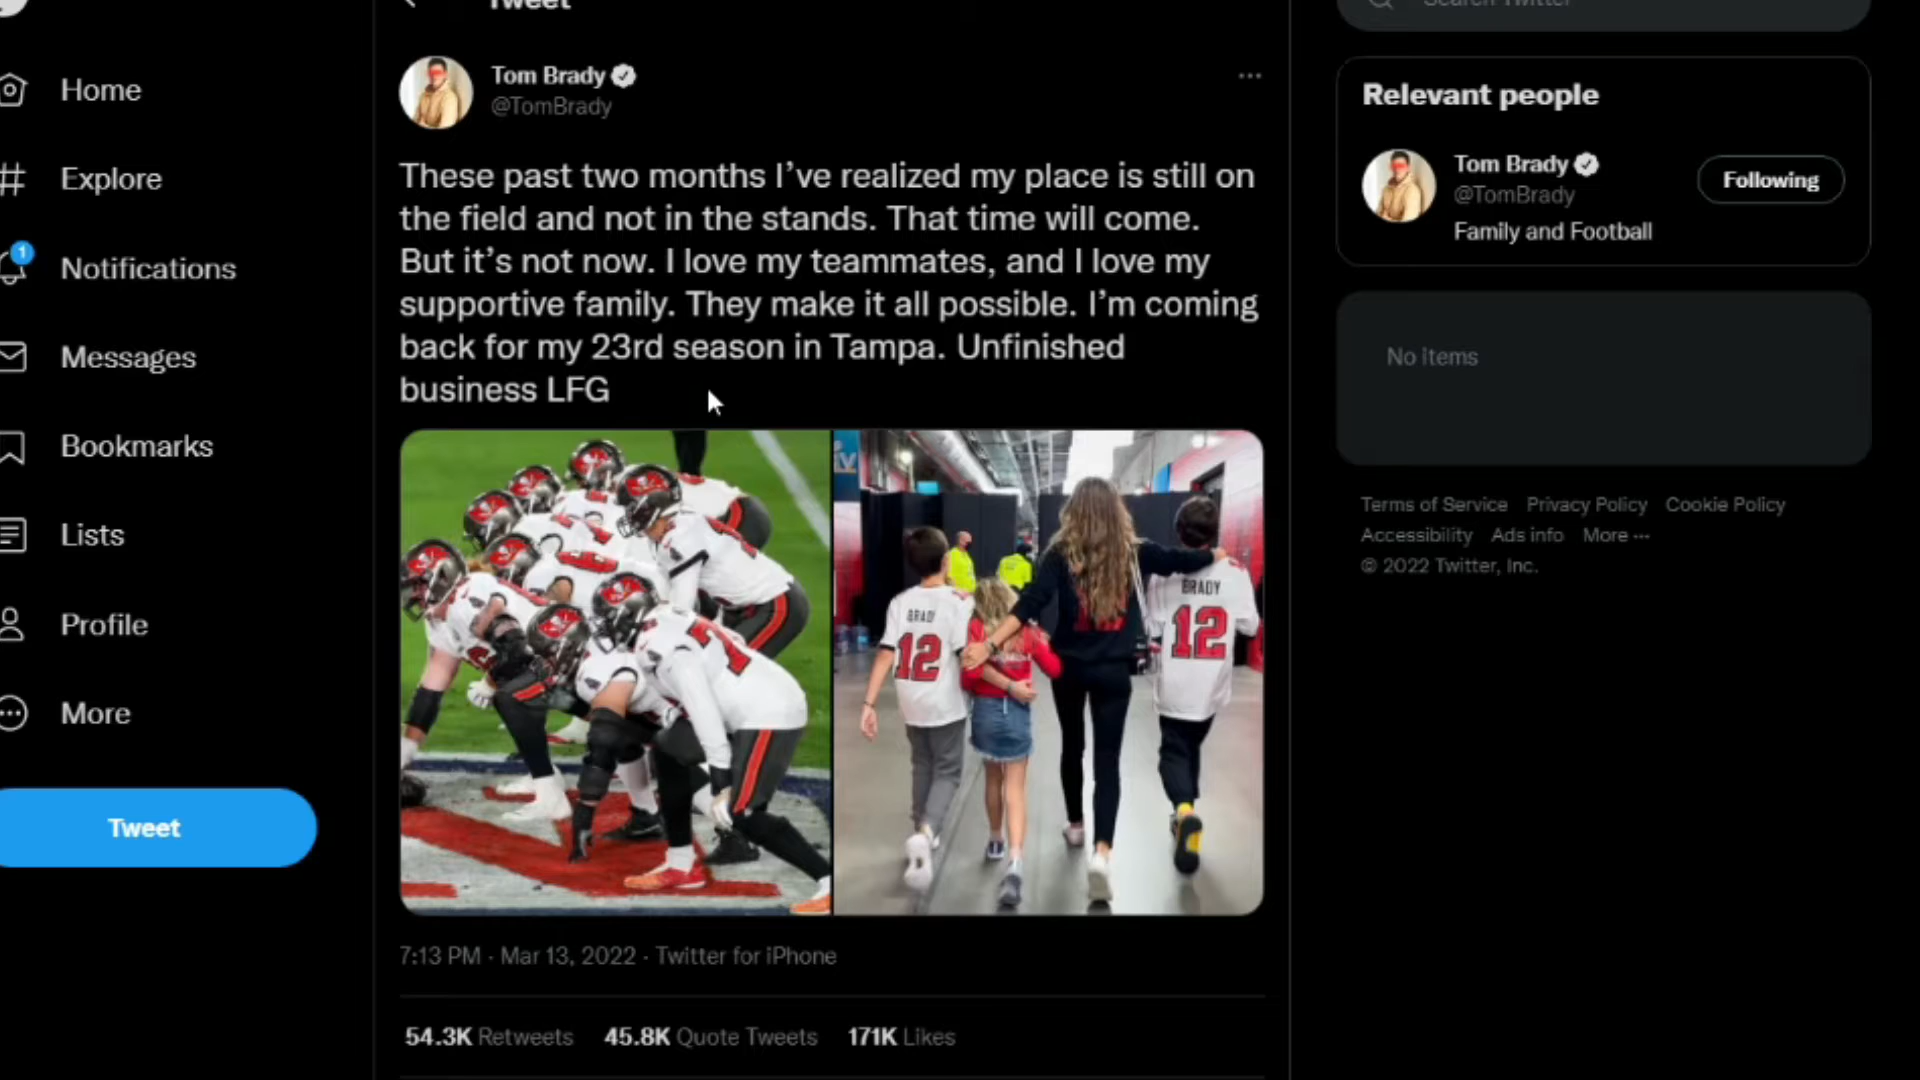 Tweet
Search Twitter
Home
Explore
1
Notifications
Messages
Bookmarks
Lists
Profile
More
Tweet
Tom Brady
@TomBrady
These past two months I’ve realized my place is still on
the field and not in the stands. That time will come.
But it’s not now. I love my teammates, and I love my
supportive family. They make it all possible. I’m coming
back for my 23rd season in Tampa. Unfinished
business LFG
BRADY
12
BRADY
12
7:13 PM · Mar 13, 2022 · Twitter for iPhone
54.3K Retweets 45.8K Quote Tweets 171K Likes
Relevant people
Tom Brady
@TomBrady
Following
Family and Football
No items
Terms of Service Privacy Policy Cookie Policy
Accessibility Ads info More ···
© 2022 Twitter, Inc.